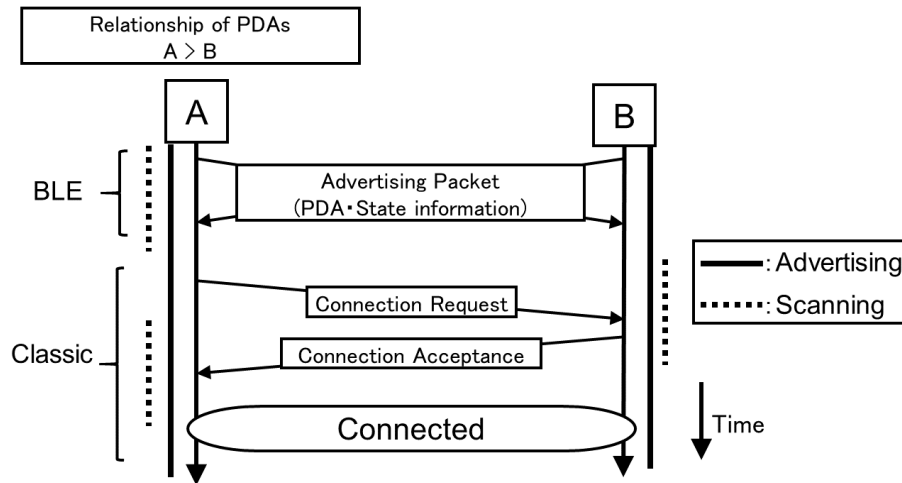 Relationship of PDAs
A > B
A
B
BLE
Advertising Packet
(PDA・State information)
: Advertising
: Scanning
Connection Request
Classic
Connection Acceptance
Connected
Time